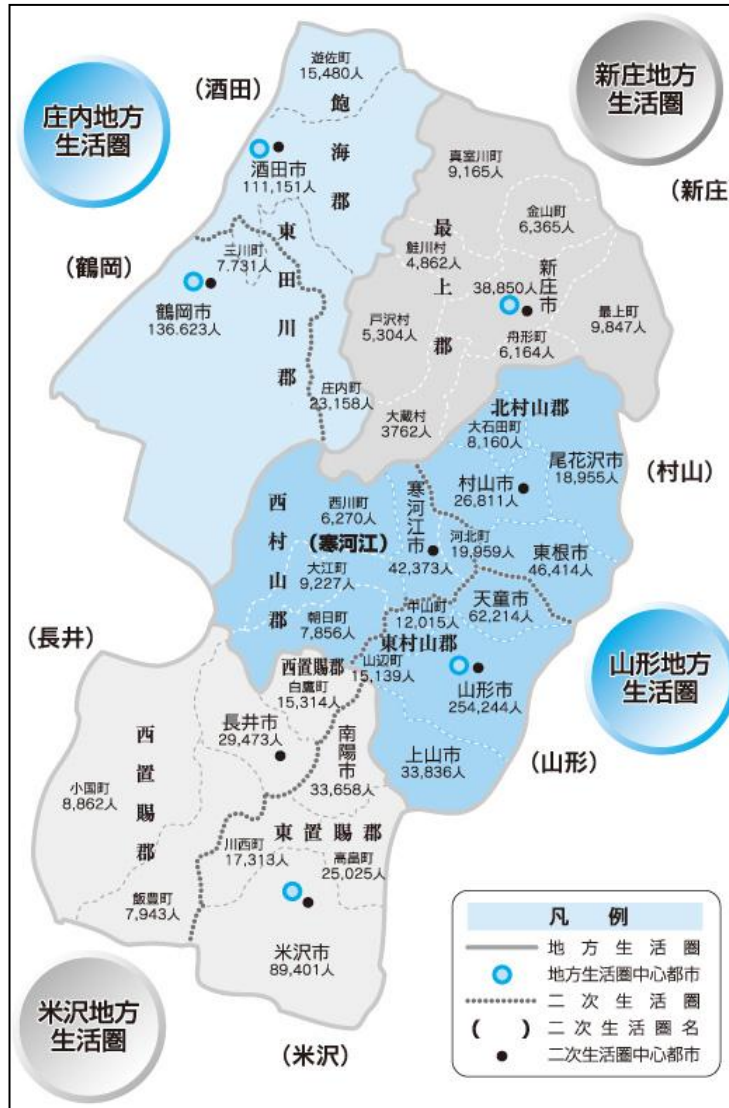 庄内地方
生活圏
新庄地方
生活圏
(酒田)
遊佐町
15,480人
飽海郡
酒田市
111,151人
真室川町
9,165人
(新庄
金山町
6,365人
鮭川村
4,862人
最上郡
新庄市
38,850人
最上町
9,847人
戸沢村
5,304人
舟形町
6,164人
大蔵村
3762人
(鶴岡)
三川町
7.731人
東田川郡
鶴岡市
136.623人
庄内町
23,158人
北村山郡
大石田町
8,160人
尾花沢市
18,955人
(村山)
村山市
26,811人
西村山郡
西川町
6,270人
(寒河江)
寒河江市
42,373人
河北町
19,959人
東根市
46,414人
大江町
9,227人
朝日町
7,856人
中山町
12,015人
天童市
62,214人
東村山郡
山辺町
15,139人
山形市
254,244人
山形地方
生活圏
上山市
33,836人
(山形)
(長井)
西置賜郡
白鷹町
15,314人
長井市
29,473人
南陽市
33,658人
西置賜郡
小国町
8,862人
東置賜郡
川西町
17,313人
高畠町
25,025人
飯豊町
7,943人
米沢市
89,401人
米沢地方
生活圏
(米沢)
凡 例
地方生活圏
地方生活圏中心都市
二次生活圏
( ) 二次生活圏名
二次生活圏中心都市